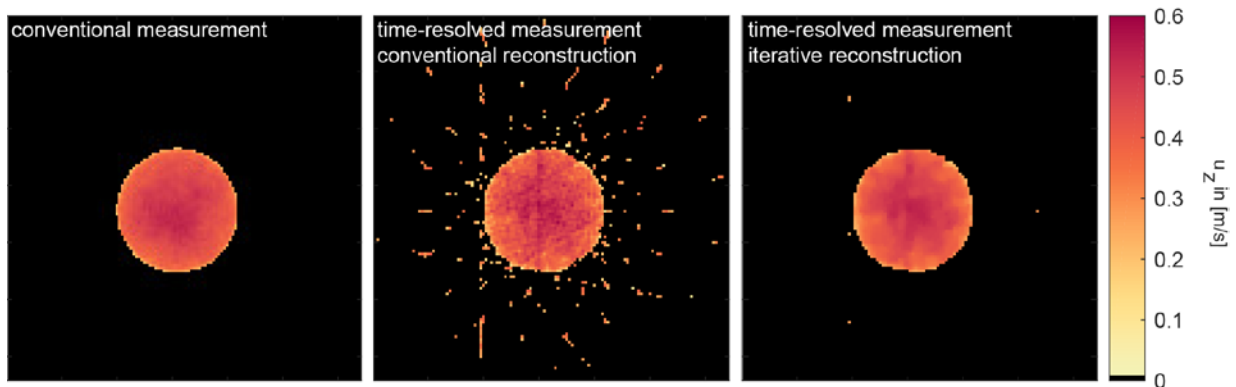 conventional measurement
time-resolved measurement
conventional reconstruction
time-resolved measurement
iterative reconstruction
0.6
0.5
0.4
0.3
0.2
0.1
0
u_z in [m/s]